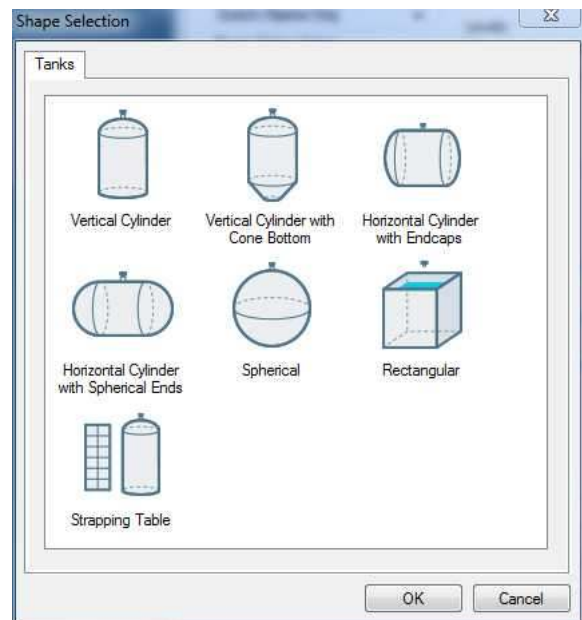 Shape Selection
Tanks
Vertical Cylinder
Vertical Cylinder with
Cone Bottom
Horizontal Cylinder
with Endcaps
Horizontal Cylinder
with Spherical Ends
Spherical
Rectangular
Strapping Table
OK
Cancel